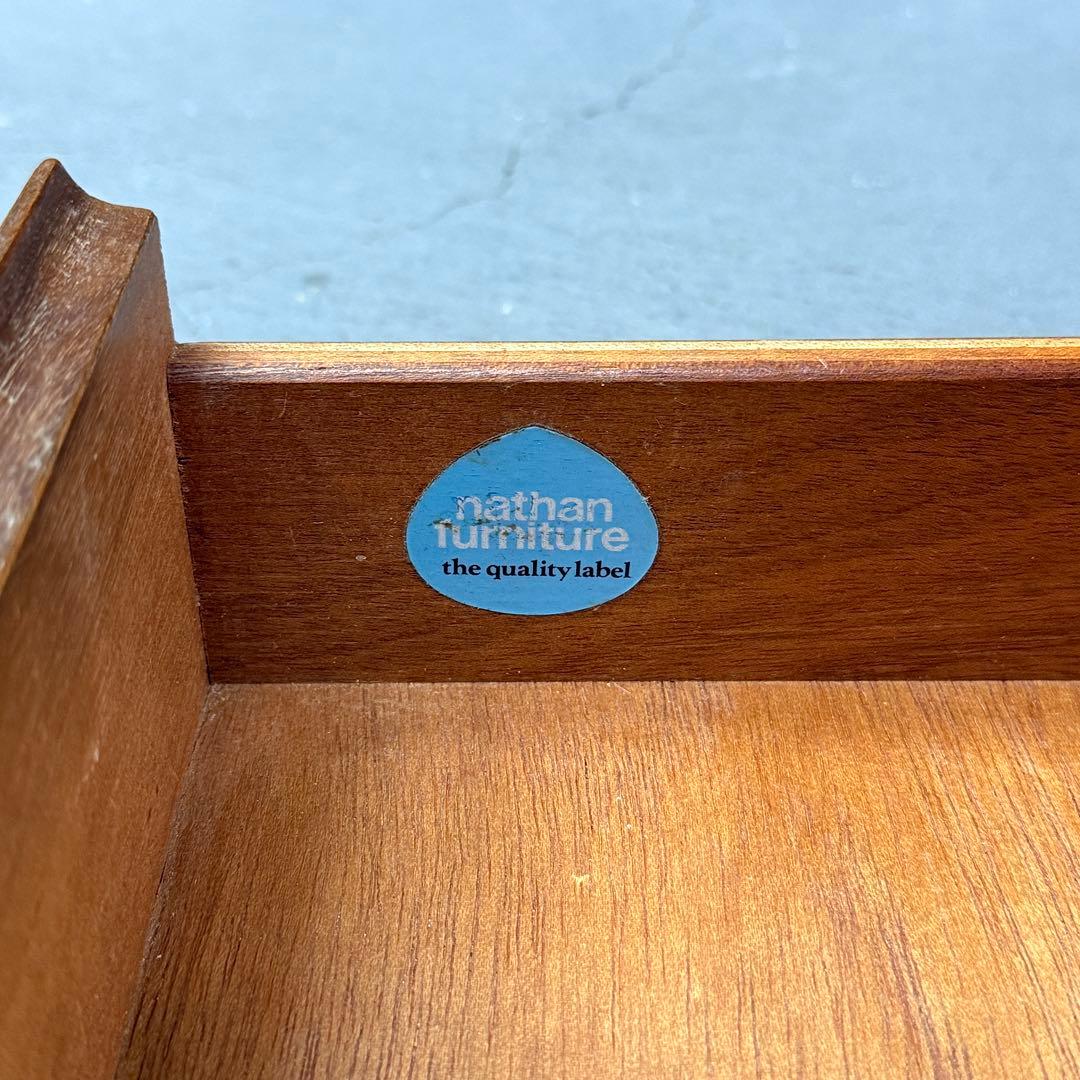 nathan
furniture
the quality label